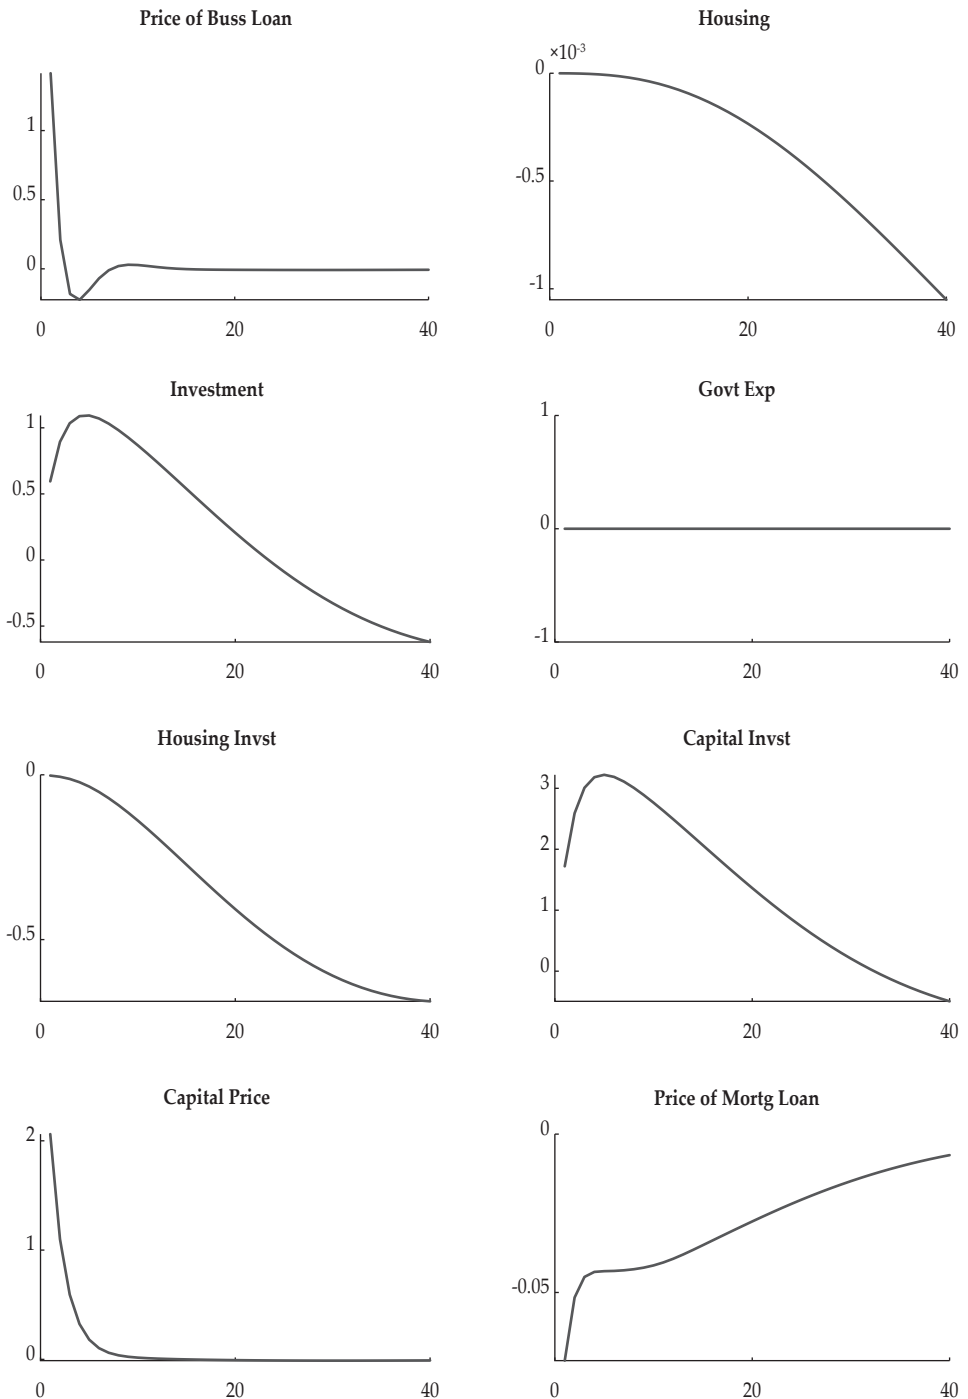 Price of Buss Loan
1
0.5
0
0 20 40
Housing
×10-3
0
-0.5
-1
0 20 40
Investment
1
0.5
0
-0.5
0 20 40
Govt Exp
1
0
-1
0 20 40
Housing Invst
0
-0.5
0 20 40
Capital Invst
3
2
1
0
0 20 40
Capital Price
2
1
0
0 20 40
Price of Mortg Loan
0
-0.05
0 20 40